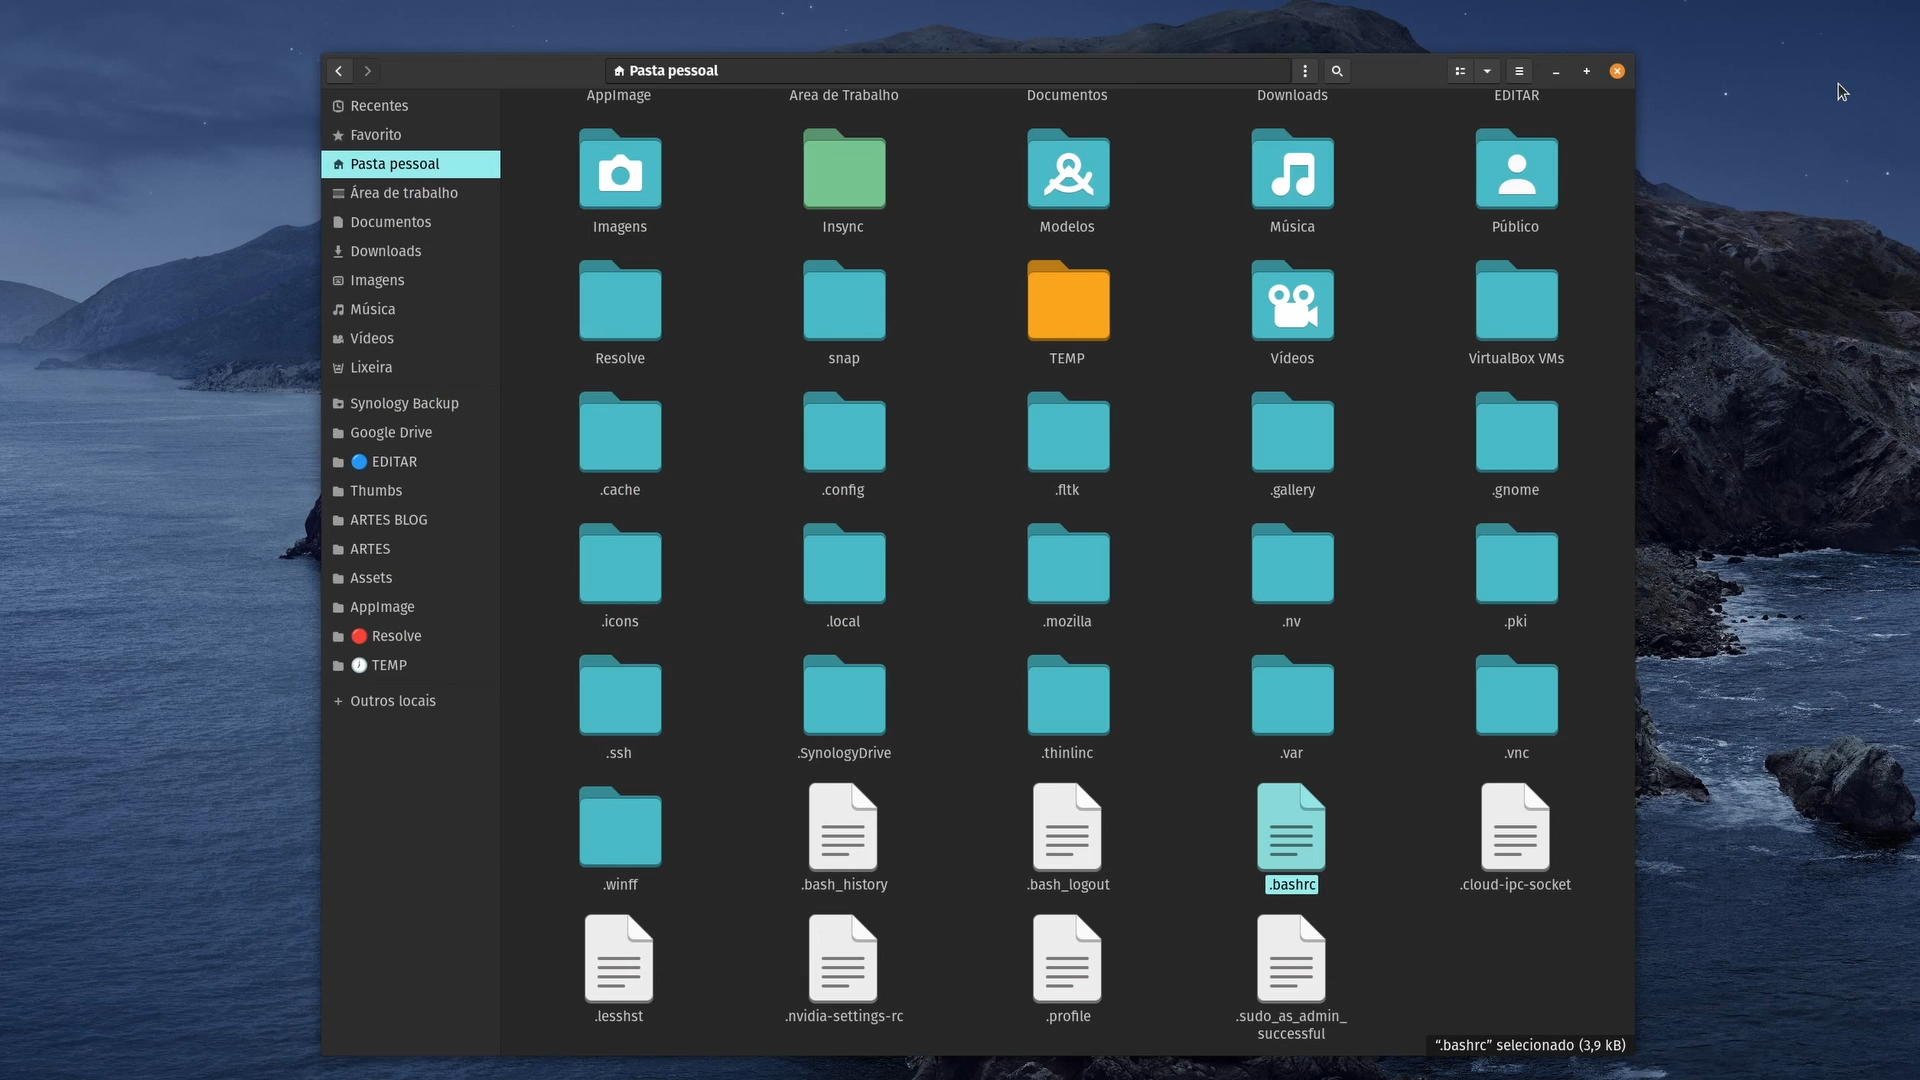 Pasta pessoal
Recentes
Favorito
Pasta pessoal
Área de trabalho
Documentos
Downloads
Imagens
Música
Vídeos
Lixeira
Synology Backup
Google Drive
EDITAR
Thumbs
ARTES BLOG
ARTES
Assets
AppImage
Resolve
TEMP
Outros locais
AppImage
Área de Trabalho
Documentos
Downloads
EDITAR
Imagens
Insync
Modelos
Música
Público
Resolve
snap
TEMP
Vídeos
VirtualBox VMs
.cache
.config
.fltk
.gallery
.gnome
.icons
.local
.mozilla
.nv
.pki
.ssh
.SynologyDrive
.thinlinc
.var
.vnc
.winff
.bash_history
.bash_logout
.bashrc
.cloud-ipc-socket
.lesshst
.nvidia-settings-rc
.profile
.sudo_as_admin_
successful
“.bashrc” selecionado (3,9 kB)